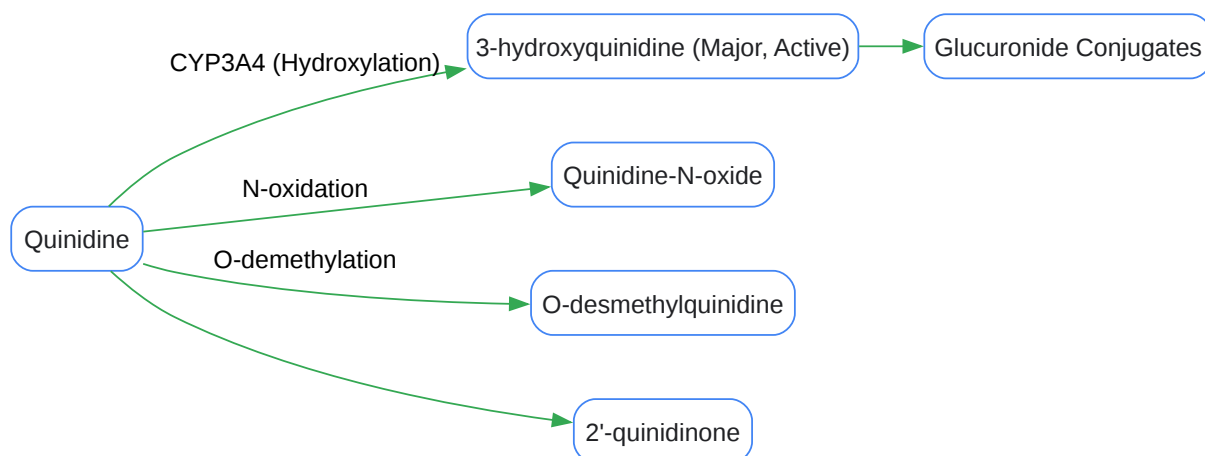 CYP3A4 (Hydroxylation)
3-hydroxyquinidine (Major, Active)
Glucuronide Conjugates
N-oxidation
Quinidine-N-oxide
Quinidine
O-demethylation
O-desmethylquinidine
2'-quinidinone